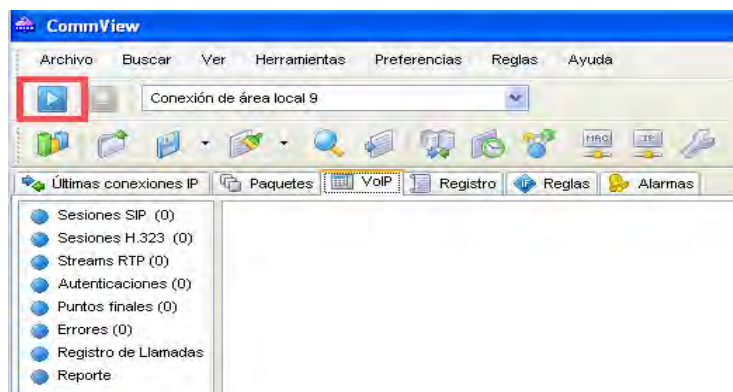 CommView
Archivo Buscar Ver Herramientas Preferencias Reglas Ayuda
Conexión de área local 9
MAC IP
Últimas conexiones IP Paquetes VoIP Registro Reglas Alarmas
Sesiones SIP (0)
Sesiones H.323 (0)
Streams RTP (0)
Autenticaciones (0)
Puntos finales (0)
Errores (0)
Registro de Llamadas
Reporte